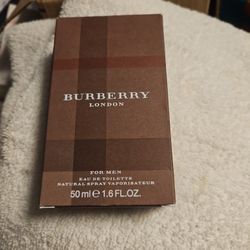 BURBERRY
LONDON
FOR MEN
EAU DE TOILETTE
NATURAL SPRAY VAPORISATEUR
50 ml e 1.6 FL.OZ.